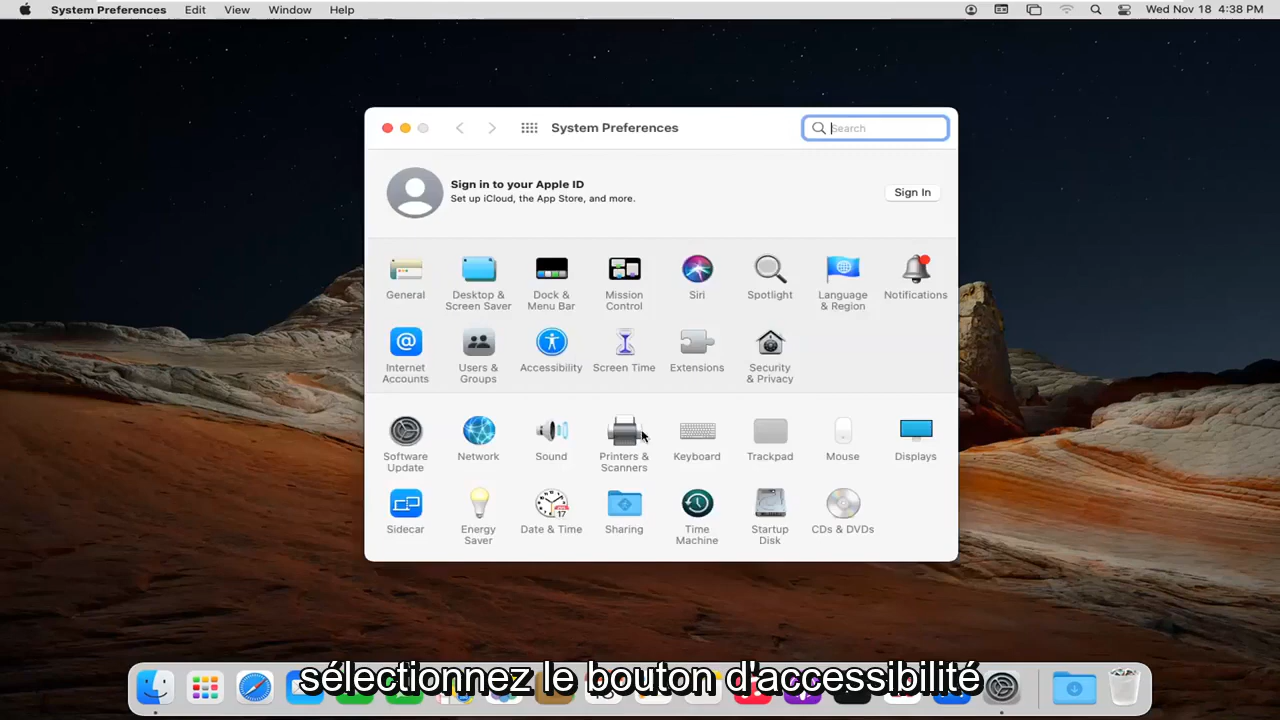 System Preferences Edit View Window Help Wed Nov 18 4:38 PM
System Preferences Search
Sign in to your Apple ID
Set up iCloud, the App Store, and more.
Sign In
General Desktop & Screen Saver Dock & Menu Bar Mission Control Siri Spotlight Language & Region Notifications
Internet Accounts Users & Groups Accessibility Screen Time Extensions Security & Privacy
Software Update Network Sound Printers & Scanners Keyboard Trackpad Mouse Displays
Sidecar Energy Saver Date & Time Sharing Time Machine Startup Disk CDs & DVDs
sélectionnez le bouton d'accessibilité